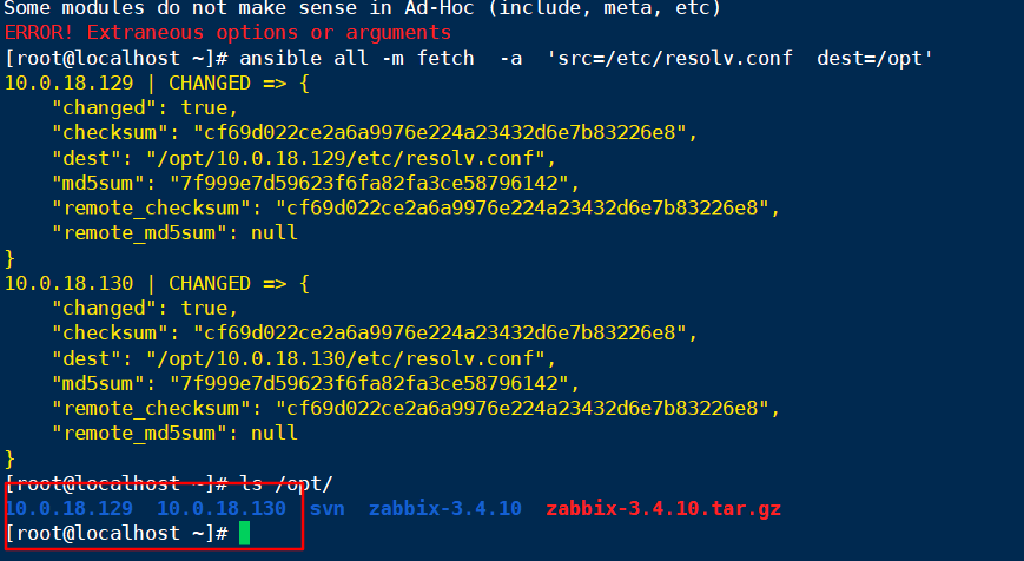 Some modules do not make sense in Ad-Hoc (include, meta, etc)
ERROR! Extraneous options or arguments
[root@localhost ~]# ansible all -m fetch  -a  'src=/etc/resolv.conf  dest=/opt'
10.0.18.129 | CHANGED => {
    "changed": true,
    "checksum": "cf69d022ce2a6a9976e224a23432d6e7b83226e8",
    "dest": "/opt/10.0.18.129/etc/resolv.conf",
    "md5sum": "7f999e7d59623f6fa82fa3ce58796142",
    "remote_checksum": "cf69d022ce2a6a9976e224a23432d6e7b83226e8",
    "remote_md5sum": null
}
10.0.18.130 | CHANGED => {
    "changed": true,
    "checksum": "cf69d022ce2a6a9976e224a23432d6e7b83226e8",
    "dest": "/opt/10.0.18.130/etc/resolv.conf",
    "md5sum": "7f999e7d59623f6fa82fa3ce58796142",
    "remote_checksum": "cf69d022ce2a6a9976e224a23432d6e7b83226e8",
    "remote_md5sum": null
}
[root@localhost ~]# ls /opt/
10.0.18.129  10.0.18.130  svn  zabbix-3.4.10  zabbix-3.4.10.tar.gz
[root@localhost ~]#